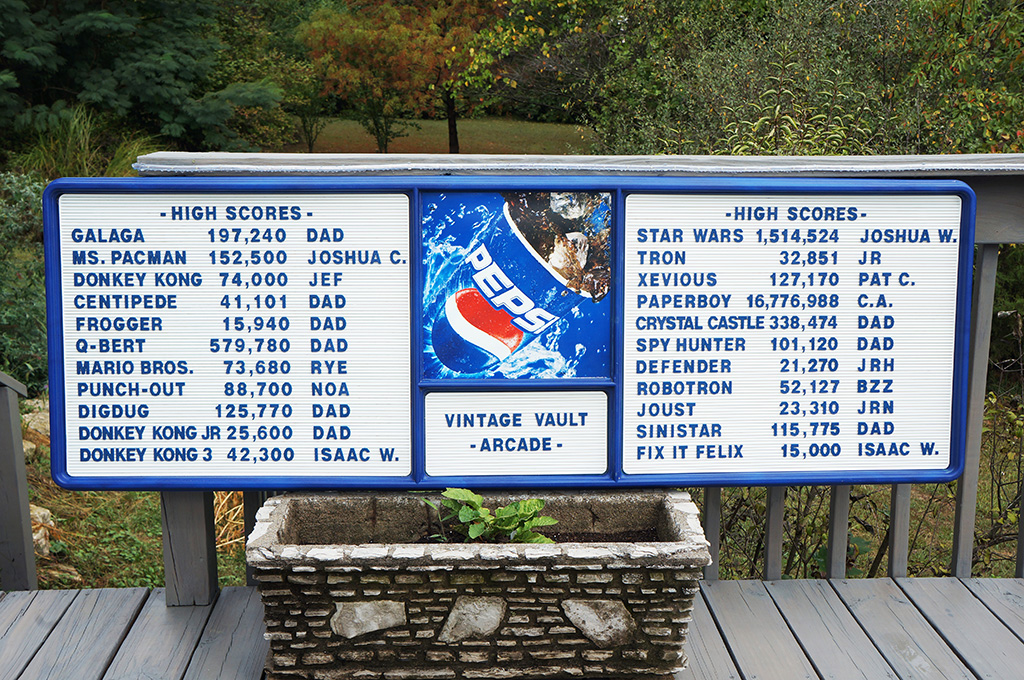 - HIGH SCORES -
GALAGA 197,240 DAD
MS. PACMAN 152,500 JOSHUA C.
DONKEY KONG 74,000 JEF
CENTIPEDE 41,101 DAD
FROGGER 15,940 DAD
Q-BERT 579,780 DAD
MARIO BROS. 73,680 RYE
PUNCH-OUT 88,700 NOA
DIGDUG 125,770 DAD
DONKEY KONG JR 25,600 DAD
DONKEY KONG 3 42,300 ISAAC W.
PEPSI
VINTAGE VAULT
- ARCADE -
- HIGH SCORES -
STAR WARS 1,514,524 JOSHUA W.
TRON 32,851 JR
XEVIOUS 127,170 PAT C.
PAPERBOY 16,776,988 C.A.
CRYSTAL CASTLE 338,474 DAD
SPY HUNTER 101,120 DAD
DEFENDER 21,270 JRH
ROBOTRON 52,127 BZZ
JOUST 23,310 JRN
SINISTAR 115,775 DAD
FIX IT FELIX 15,000 ISAAC W.